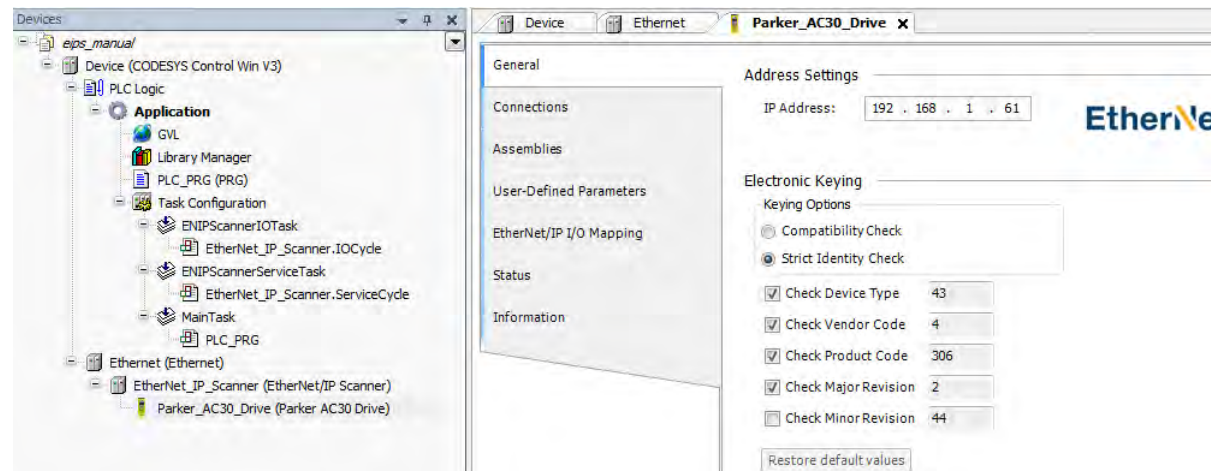 Devices
eips_manual
Device (CODESYS Control Win V3)
PLC Logic
Application
GVL
Library Manager
PLC_PRG (PRG)
Task Configuration
ENIPScannerIOTask
EtherNet_IP_Scanner.IOCycle
ENIPScannerServiceTask
EtherNet_IP_Scanner.ServiceCycle
MainTask
PLC_PRG
Ethernet (Ethernet)
EtherNet_IP_Scanner (EtherNet/IP Scanner)
Parker_AC30_Drive (Parker AC30 Drive)
Device Ethernet Parker_AC30_Drive
General
Connections
Assemblies
User-Defined Parameters
EtherNet/IP I/O Mapping
Status
Information
Address Settings
IP Address: 192 . 168 . 1 . 61
EtherNe
Electronic Keying
Keying Options
Compatibility Check
Strict Identity Check
Check Device Type 43
Check Vendor Code 4
Check Product Code 306
Check Major Revision 2
Check Minor Revision 44
Restore default values